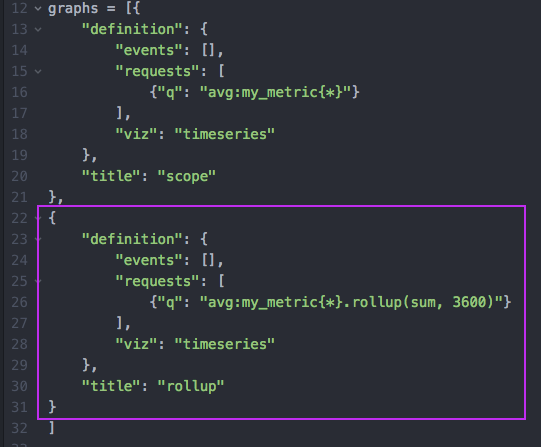 12 graphs = [{
13     "definition": {
14         "events": [],
15         "requests": [
16             {"q": "avg:my_metric{*}"}
17         ],
18         "viz": "timeseries"
19     },
20     "title": "scope"
21 },
22 {
23     "definition": {
24         "events": [],
25         "requests": [
26             {"q": "avg:my_metric{*}.rollup(sum, 3600)"}
27         ],
28         "viz": "timeseries"
29     },
30     "title": "rollup"
31 }
32 ]
33